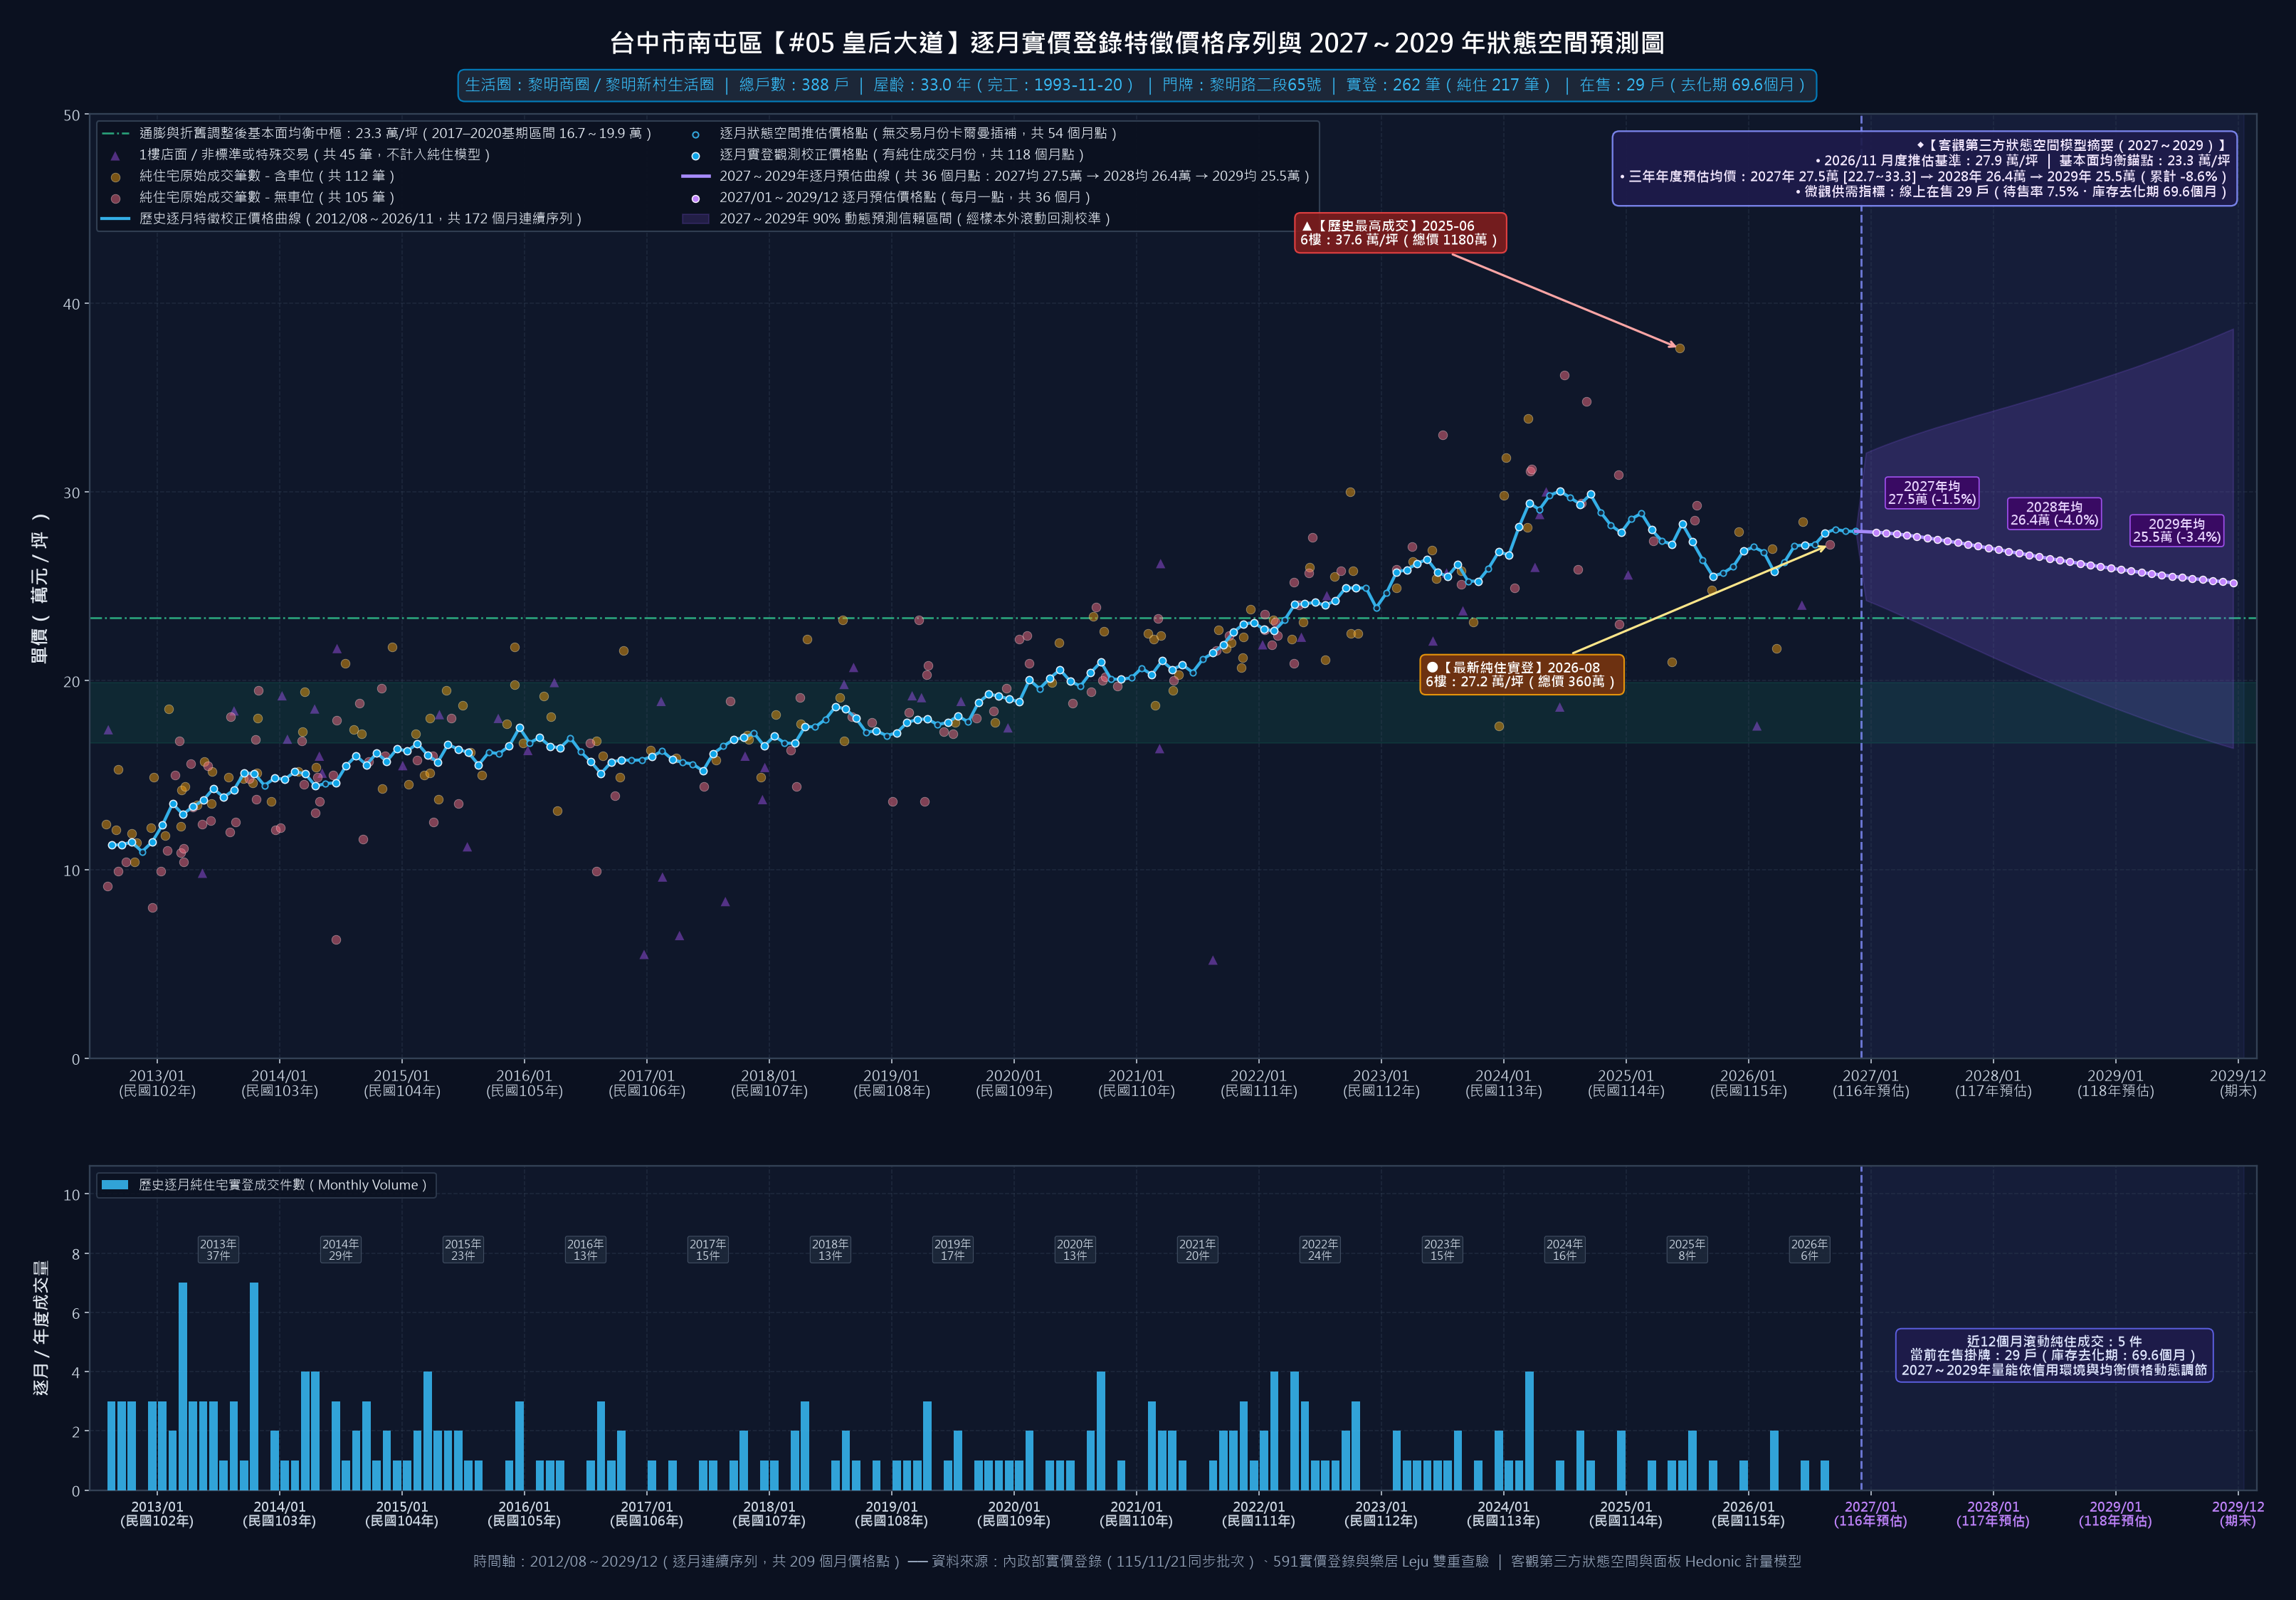 台中市南屯區【#05 皇后大道】逐月實價登錄特徵價格序列與 2027～2029 年狀態空間預測圖
生活圈：黎明商圈 / 黎明新村生活圈 ｜ 總戶數：388 戶 ｜ 屋齡：33.0 年（完工：1993-11-20） ｜ 門牌：黎明路二段65號 ｜ 實登：262 筆（純住 217 筆） ｜ 在售：29 戶（去化期 69.6個月）
通膨與折舊調整後基本面均衡中樞：23.3 萬/坪（2017–2020基期區間 16.7～19.9 萬）
1樓店面 / 非標準或特殊交易（共 45 筆，不計入純住模型）
純住宅原始成交筆數 - 含車位（共 112 筆）
純住宅原始成交筆數 - 無車位（共 105 筆）
歷史逐月特徵校正價格曲線（2012/08～2026/11，共 172 個月連續序列）
逐月狀態空間推估價格點（無交易月份卡爾曼插補，共 54 個月點）
逐月實登觀測校正價格點（有純住成交月份，共 118 個月點）
2027～2029年逐月預估曲線（共 36 個月點：2027均 27.5萬 → 2028均 26.4萬 → 2029均 25.5萬）
2027/01～2029/12 逐月預估價格點（每月一點，共 36 個月）
2027～2029年 90% 動態預測信賴區間（經樣本外滾動回測校準）
◆【客觀第三方狀態空間模型摘要（2027～2029）】
• 2026/11 月度推估基準：27.9 萬/坪 ｜ 基本面均衡錨點：23.3 萬/坪
• 三年年度預估均價：2027年 27.5萬 [22.7~33.3] → 2028年 26.4萬 → 2029年 25.5萬（累計 -8.6%）
• 微觀供需指標：線上在售 29 戶（待售率 7.5%．庫存去化期 69.6個月）
▲【歷史最高成交】2025-06
6樓：37.6 萬/坪（總價 1180萬）
●【最新純住實登】2026-08
6樓：27.2 萬/坪（總價 360萬）
2027年均
27.5萬 (-1.5%)
2028年均
26.4萬 (-4.0%)
2029年均
25.5萬 (-3.4%)
單價（萬元 / 坪）
50
40
30
20
10
0
2013/01
(民國102年)
2014/01
(民國103年)
2015/01
(民國104年)
2016/01
(民國105年)
2017/01
(民國106年)
2018/01
(民國107年)
2019/01
(民國108年)
2020/01
(民國109年)
2021/01
(民國110年)
2022/01
(民國111年)
2023/01
(民國112年)
2024/01
(民國113年)
2025/01
(民國114年)
2026/01
(民國115年)
2027/01
(116年預估)
2028/01
(117年預估)
2029/01
(118年預估)
2029/12
(期末)
歷史逐月純住宅實登成交件數（Monthly Volume）
逐月 / 年度成交量
10
8
6
4
2
0
2013年
37件
2014年
29件
2015年
23件
2016年
13件
2017年
15件
2018年
13件
2019年
17件
2020年
13件
2021年
20件
2022年
24件
2023年
15件
2024年
16件
2025年
8件
2026年
6件
近12個月滾動純住成交：5 件
當前在售掛牌：29 戶（庫存去化期：69.6個月）
2027～2029年量能依信用環境與均衡價格動態調節
2013/01
(民國102年)
2014/01
(民國103年)
2015/01
(民國104年)
2016/01
(民國105年)
2017/01
(民國106年)
2018/01
(民國107年)
2019/01
(民國108年)
2020/01
(民國109年)
2021/01
(民國110年)
2022/01
(民國111年)
2023/01
(民國112年)
2024/01
(民國113年)
2025/01
(民國114年)
2026/01
(民國115年)
2027/01
(116年預估)
2028/01
(117年預估)
2029/01
(118年預估)
2029/12
(期末)
時間軸：2012/08～2029/12（逐月連續序列，共 209 個月價格點）── 資料來源：內政部實價登錄（115/11/21同步批次）、591實價登錄與樂居 Leju 雙重查驗 ｜ 客觀第三方狀態空間與面板 Hedonic 計量模型